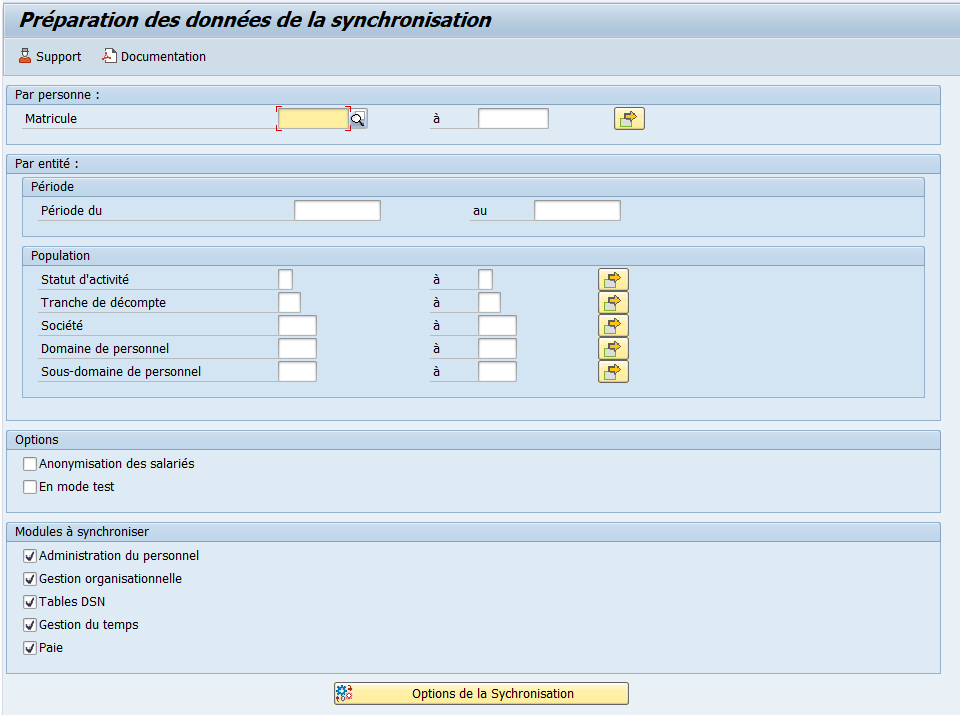 Préparation des données de la synchronisation
Support Documentation
Par personne :
Matricule à
Par entité :
Période
Période du au
Population
Statut d'activité à
Tranche de décompte à
Société à
Domaine de personnel à
Sous-domaine de personnel à
Options
Anonymisation des salariés
En mode test
Modules à synchroniser
Administration du personnel
Gestion organisationnelle
Tables DSN
Gestion du temps
Paie
Options de la Sychronisation